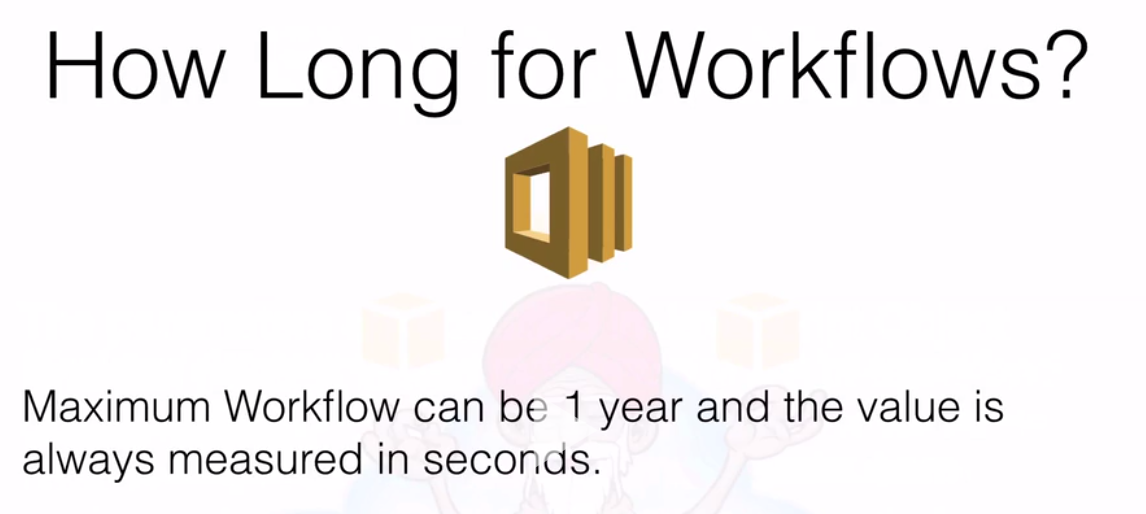 How Long for Workflows?
Maximum Workflow can be 1 year and the value is
always measured in seconds.